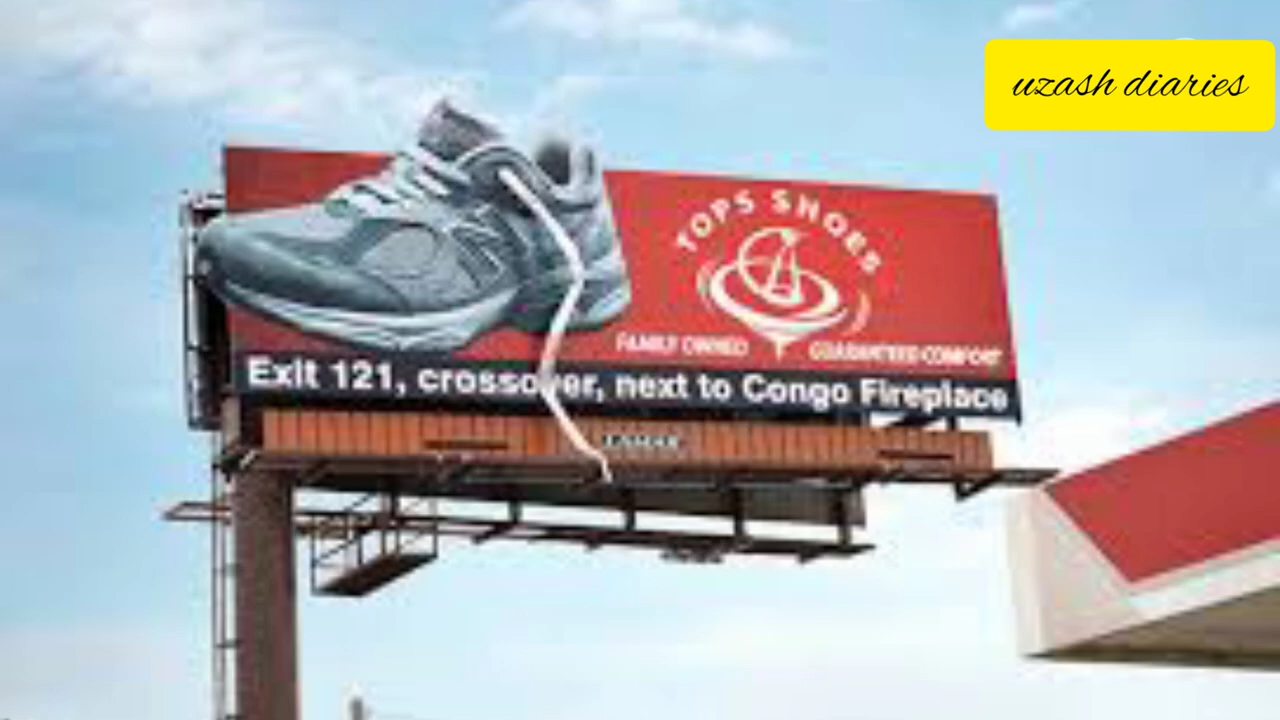 uzash diaries
TOPS SHOES
FAMILY OWNED GUARANTEED COMFORT
Exit 121, crossover, next to Congo Fireplace
LAMAR